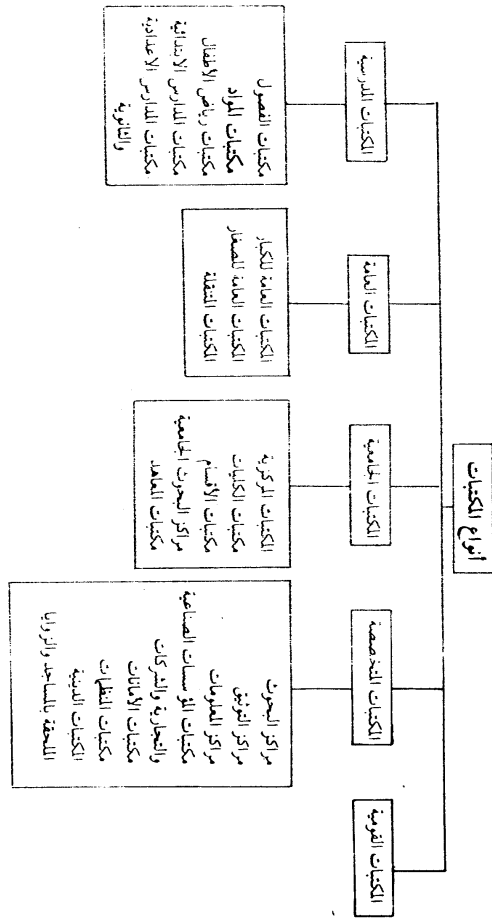 أنواع المكتبات
المكتبات القومية
المكتبات المتخصصة
مراكز البحوث
مراكز التوثيق
مراكز المعلومات
مكتبات المؤسسات الصناعية
والتجارية والشركات
مكتبات الأمانات
مكتبات المنظمات
المكتبات الدينية
الملحقة بالمساجد والزوايا
المكتبات الجامعية
المكتبات المركزية
مكتبات الكليات
مكتبات الأقسام
مراكز البحوث الجامعية
مكتبات المعاهد
المكتبات العامة
المكتبات العامة للكبار
المكتبات العامة للصغار
المكتبات المتنقلة
المكتبات المدرسية
مكتبات الفصول
مكتبات المواد
مكتبات رياض الأطفال
مكتبات المدارس الابتدائية
مكتبات المدارس الاعدادية
والثانوية